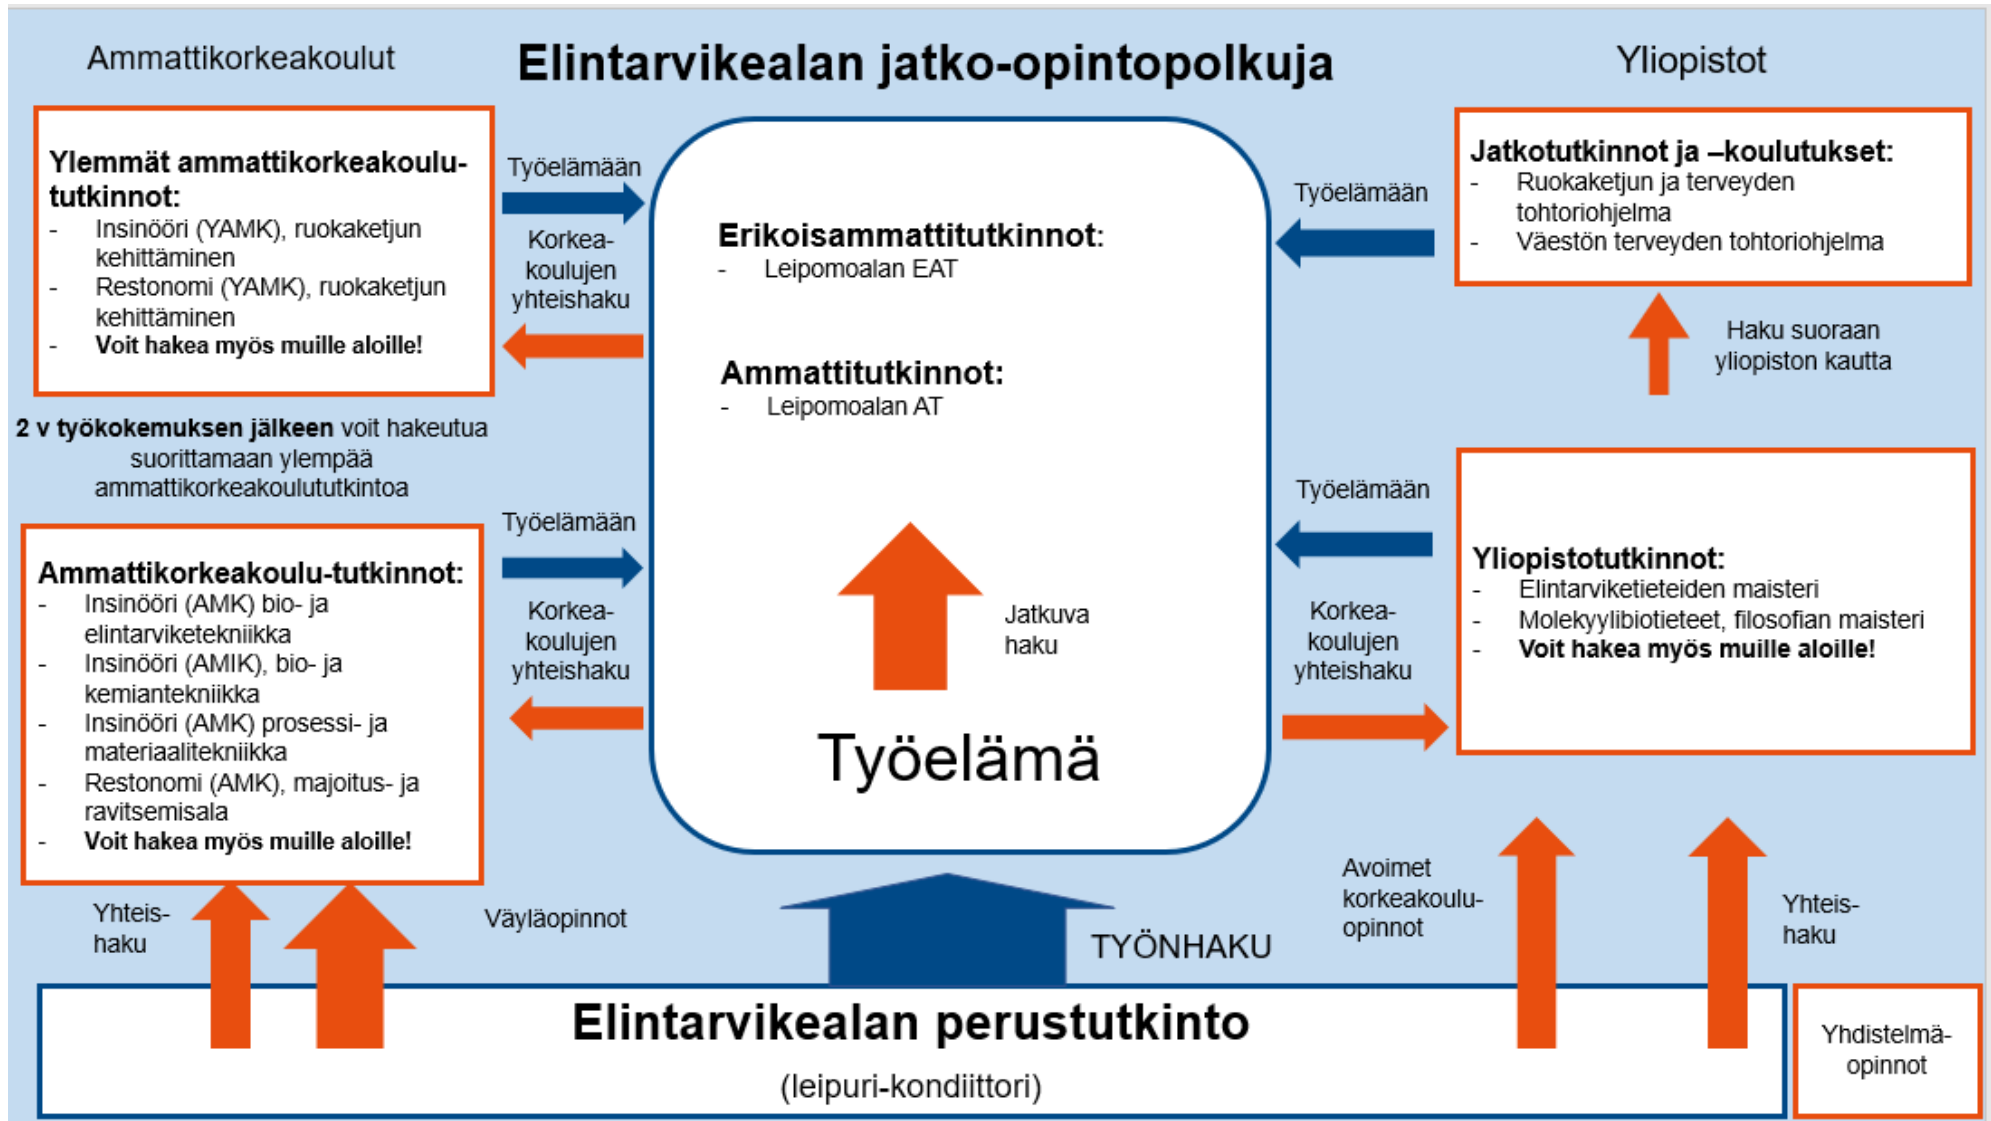 Ammattikorkeakoulut
Elintarvikealan jatko-opintopolkuja
Yliopistot
Ylemmät ammattikorkeakoulu-
tutkinnot:
- Insinööri (YAMK), ruokaketjun
kehittäminen
- Restonomi (YAMK), ruokaketjun
kehittäminen
- Voit hakea myös muille aloille!
Työelämään
Korkea-
koulujen
yhteishaku
2 v työkokemuksen jälkeen voit hakeutua
suorittamaan ylempää
ammattikorkeakoulututkintoa
Ammattikorkeakoulu-tutkinnot:
- Insinööri (AMK) bio- ja
elintarviketekniikka
- Insinööri (AMIK), bio- ja
kemiantekniikka
- Insinööri (AMK) prosessi- ja
materiaalitekniikka
- Restonomi (AMK), majoitus- ja
ravitsemisala
- Voit hakea myös muille aloille!
Työelämään
Korkea-
koulujen
yhteishaku
Yhteis-
haku
Väyläopinnot
Erikoisammattitutkinnot:
- Leipomoalan EAT
Ammattitutkinnot:
- Leipomoalan AT
Jatkuva
haku
Työelämä
TYÖNHAKU
Työelämään
Jatkotutkinnot ja –koulutukset:
- Ruokaketjun ja terveyden
tohtoriohjelma
- Väestön terveyden tohtoriohjelma
Haku suoraan
yliopiston kautta
Työelämään
Korkea-
koulujen
yhteishaku
Yliopistotutkinnot:
- Elintarviketieteiden maisteri
- Molekyylibiotieteet, filosofian maisteri
- Voit hakea myös muille aloille!
Avoimet
korkeakoulu-
opinnot
Yhteis-
haku
Elintarvikealan perustutkinto
(leipuri-kondiittori)
Yhdistelmä-
opinnot